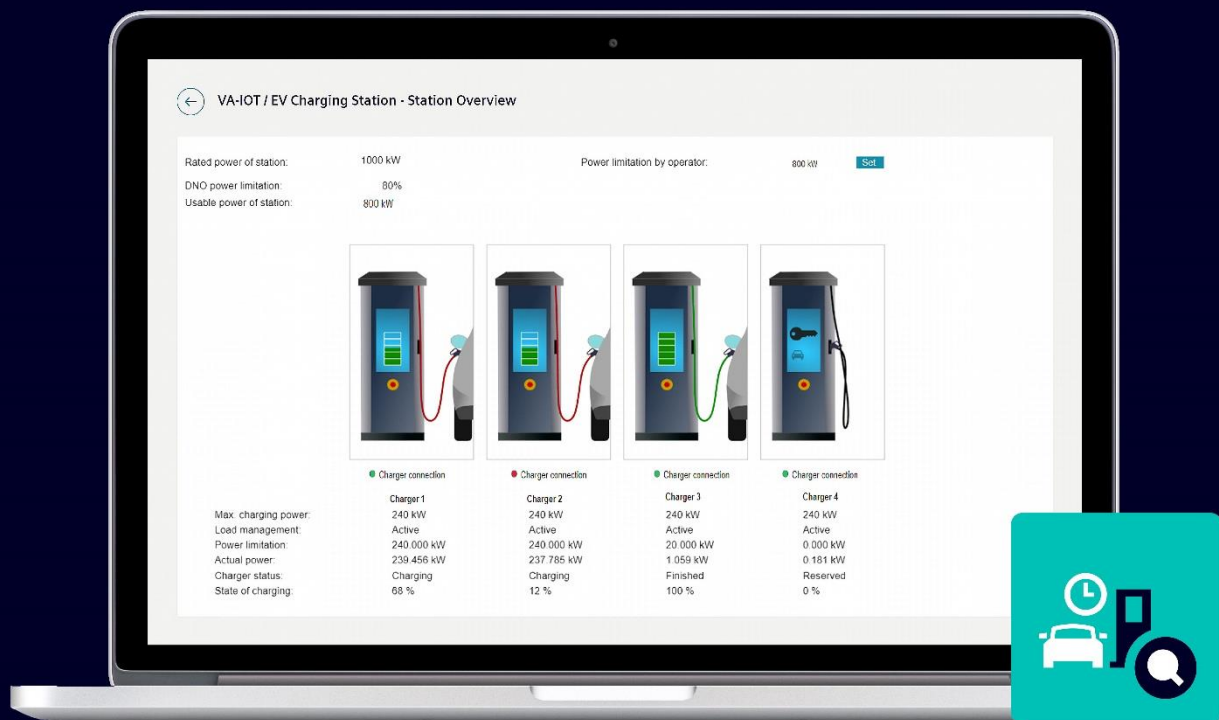 VA-IOT / EV Charging Station - Station Overview
Rated power of station: 1000 kW Power limitation by operator: 800 kW Set
DNO power limitation: 80%
Usable power of station: 800 kW
Charger connection Charger connection Charger connection Charger connection
Charger 1 Charger 2 Charger 3 Charger 4
Max. charging power: 240 kW 240 kW 240 kW 240 kW
Load management: Active Active Active Active
Power limitation: 240.000 kW 240.000 kW 20.000 kW 0.000 kW
Actual power: 239.456 kW 237.785 kW 1.059 kW 0.181 kW
Charger status: Charging Charging Finished Reserved
State of charging: 68 % 12 % 100 % 0 %